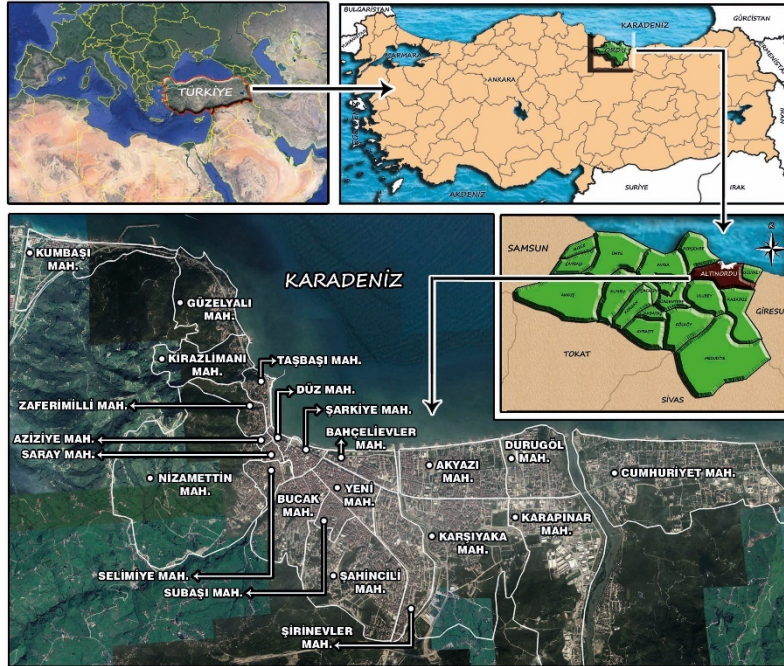 TÜRKİYE
BULGARİSTAN
KARADENİZ
GÜRCİSTAN
MARMARA
ANKARA
ORDU
AKDENİZ
SURİYE
IRAK
SAMSUN
ALTINORDU
GİRESUN
TOKAT
SİVAS
KARADENİZ
KUMBAŞI
MAH.
GÜZELYALI
MAH.
KİRAZLİMANI
MAH.
TAŞBAŞI MAH.
DÜZ MAH.
ZAFERİMİLLİ MAH.
ŞARKİYE MAH.
BAHÇELİEVLER
MAH.
AZİZİYE MAH.
SARAY MAH.
DURUGÖL
MAH.
AKYAZI
MAH.
CUMHURİYET MAH.
NİZAMETTİN
MAH.
YENİ
MAH.
BUCAK
MAH.
KARŞIYAKA
MAH.
KARAPINAR
MAH.
SELİMİYE MAH.
SUBAŞI MAH.
ŞAHİNCİLİ
MAH.
ŞİRİNEVLER
MAH.